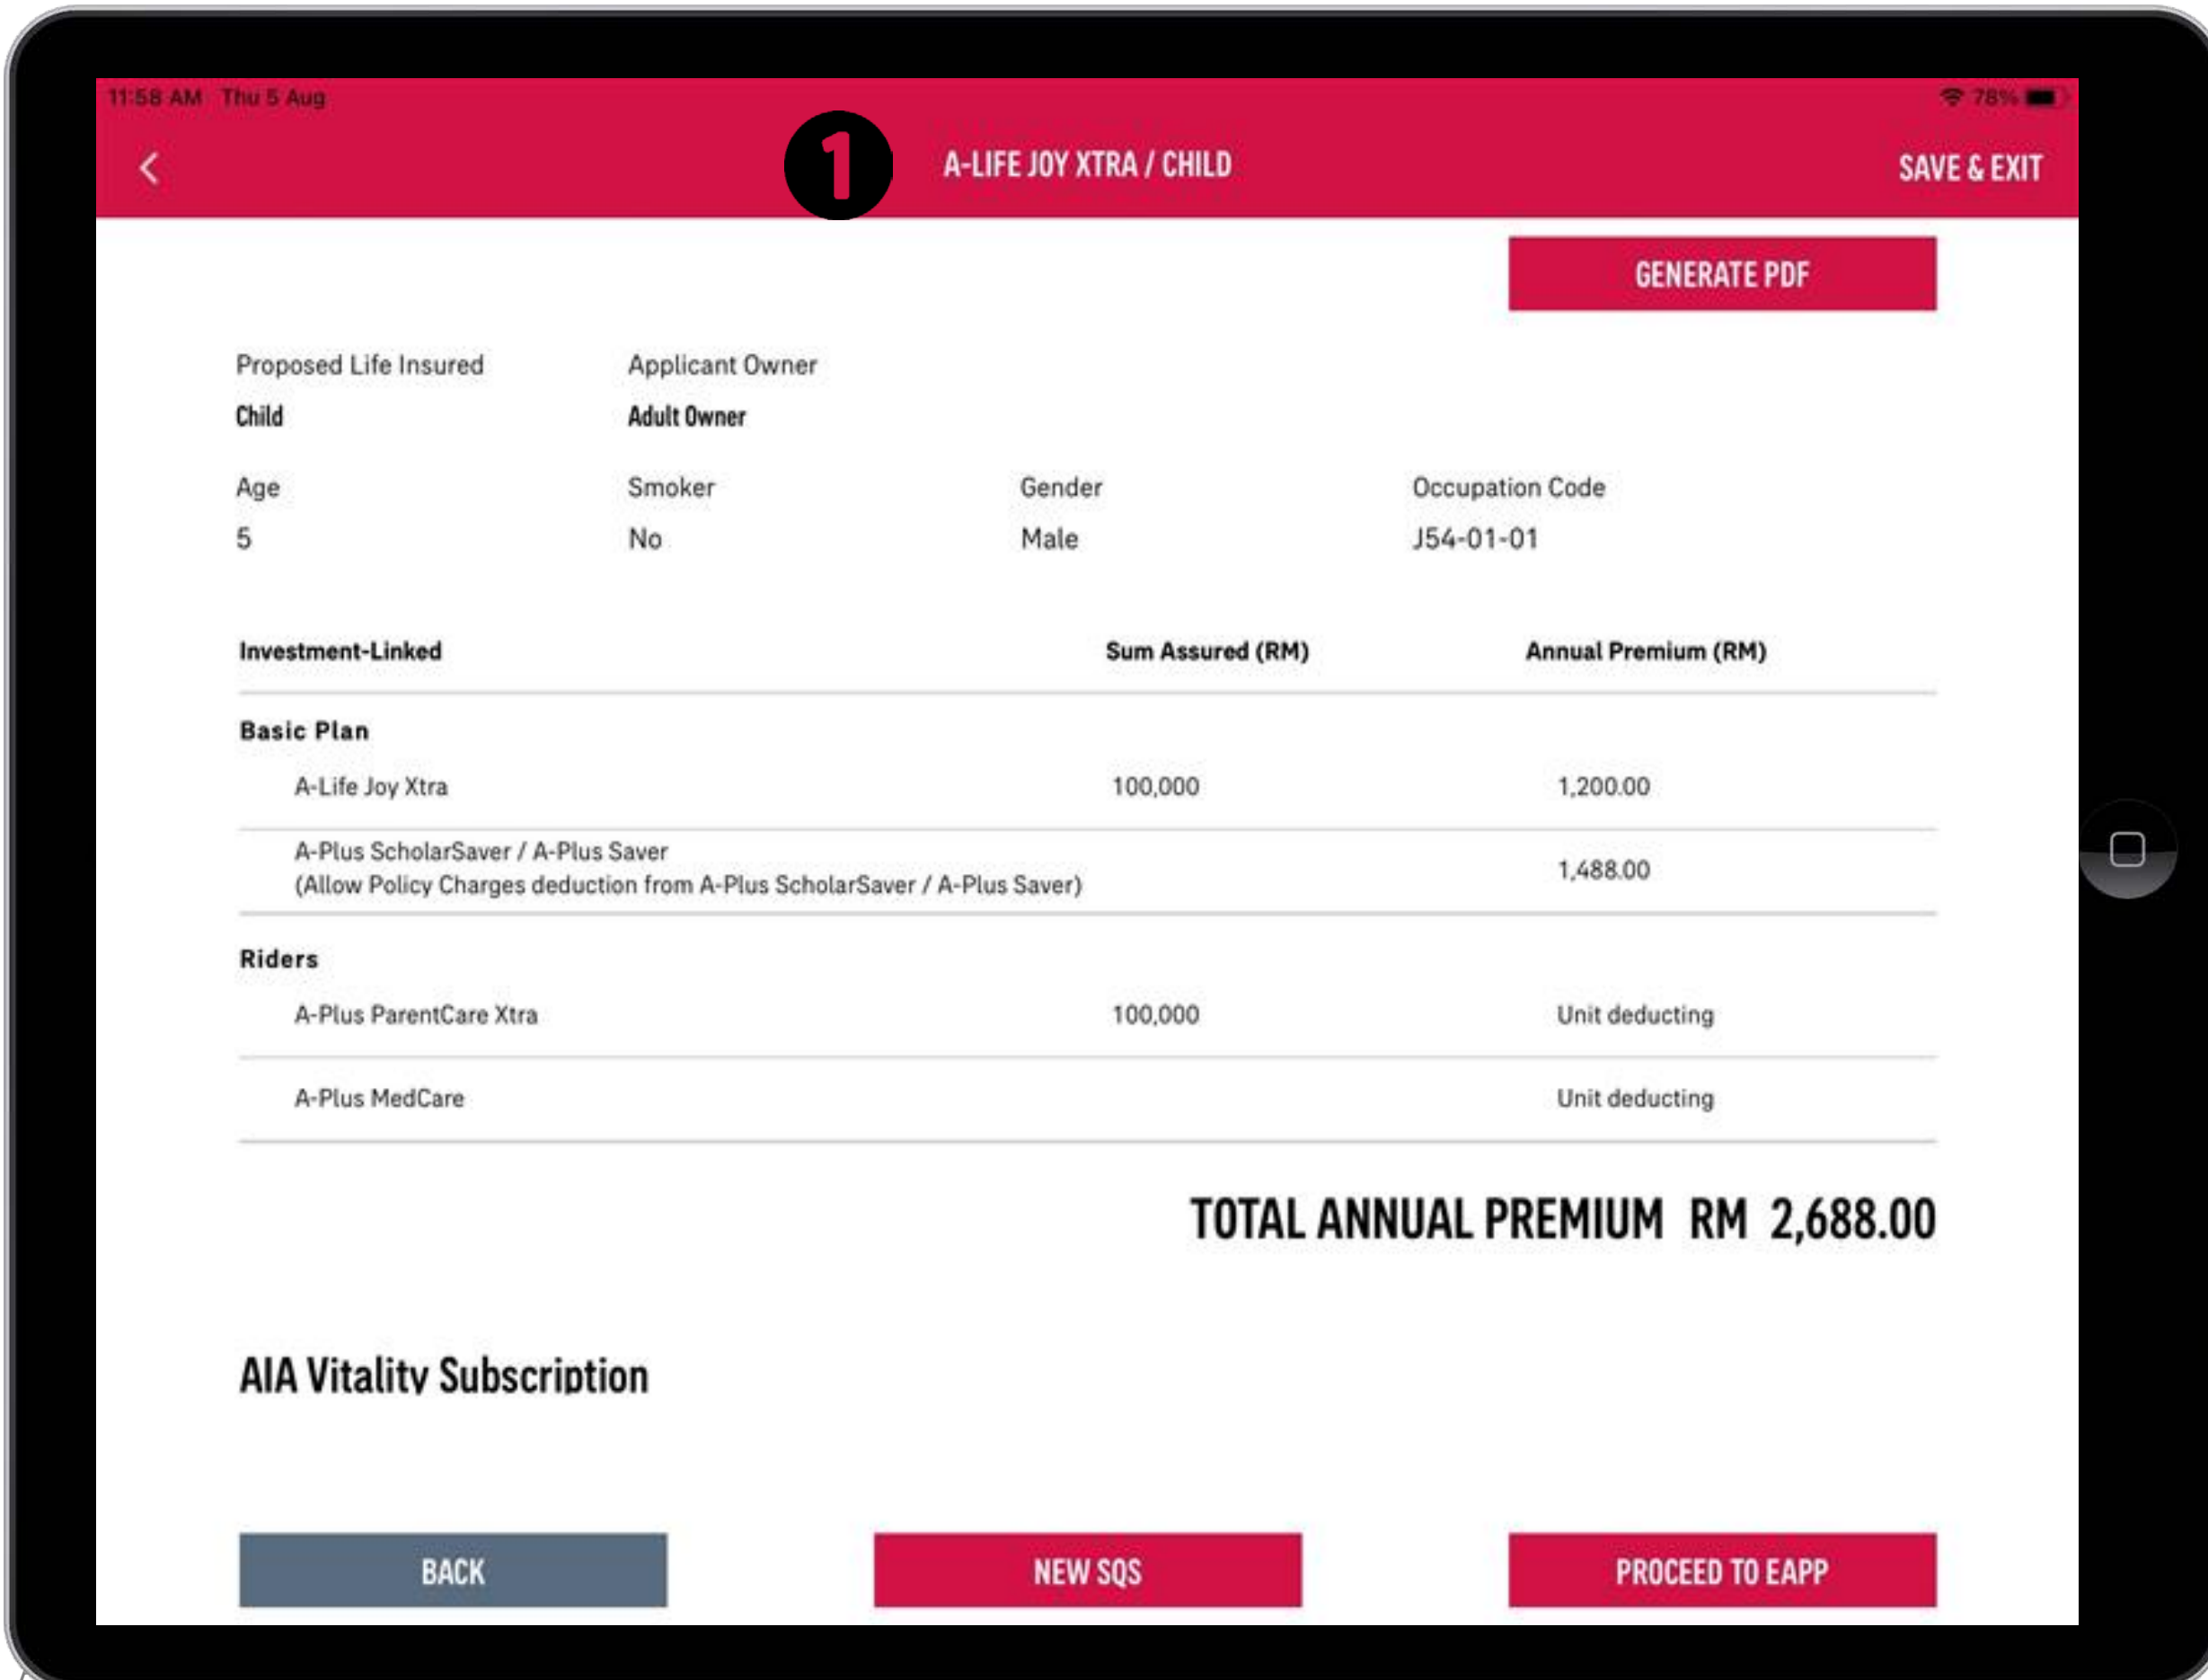 11:58 AM Thu 5 Aug
78%
1
A-LIFE JOY XTRA / CHILD
SAVE & EXIT
GENERATE PDF
Proposed Life Insured Applicant Owner
Child Adult Owner
Age Smoker Gender Occupation Code
5 No Male J54-01-01
Investment-Linked Sum Assured (RM) Annual Premium (RM)
Basic Plan
A-Life Joy Xtra 100,000 1,200.00
A-Plus ScholarSaver / A-Plus Saver
(Allow Policy Charges deduction from A-Plus ScholarSaver / A-Plus Saver) 1,488.00
Riders
A-Plus ParentCare Xtra 100,000 Unit deducting
A-Plus MedCare Unit deducting
TOTAL ANNUAL PREMIUM RM 2,688.00
AIA Vitality Subscription
BACK NEW SQS PROCEED TO EAPP